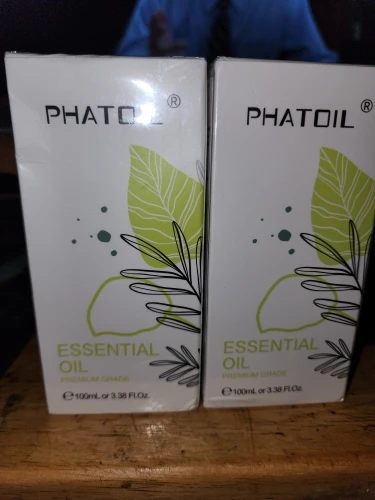 PHATOIL®
ESSENTIAL
OIL
PREMIUM GRADE
℮100mL or 3.38 Fl.Oz.
PHATOIL®
ESSENTIAL
OIL
PREMIUM GRADE
℮100mL or 3.38 Fl.Oz.